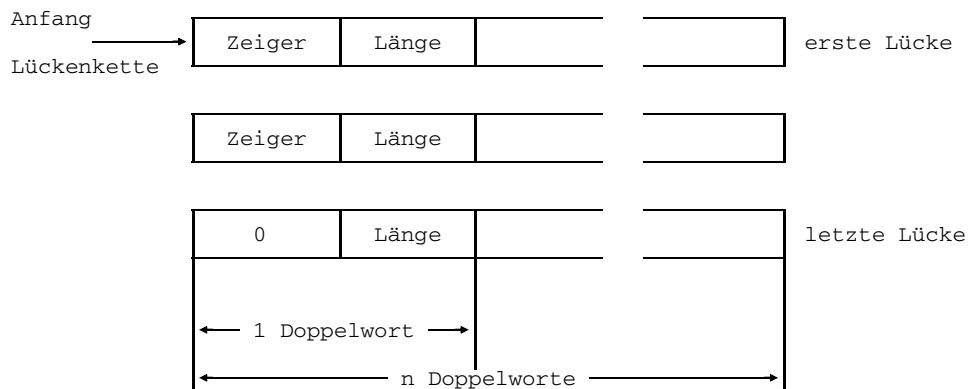 Anfang
Lückenkette
Zeiger Länge erste Lücke
Zeiger Länge
0 Länge letzte Lücke
1 Doppelwort
n Doppelworte